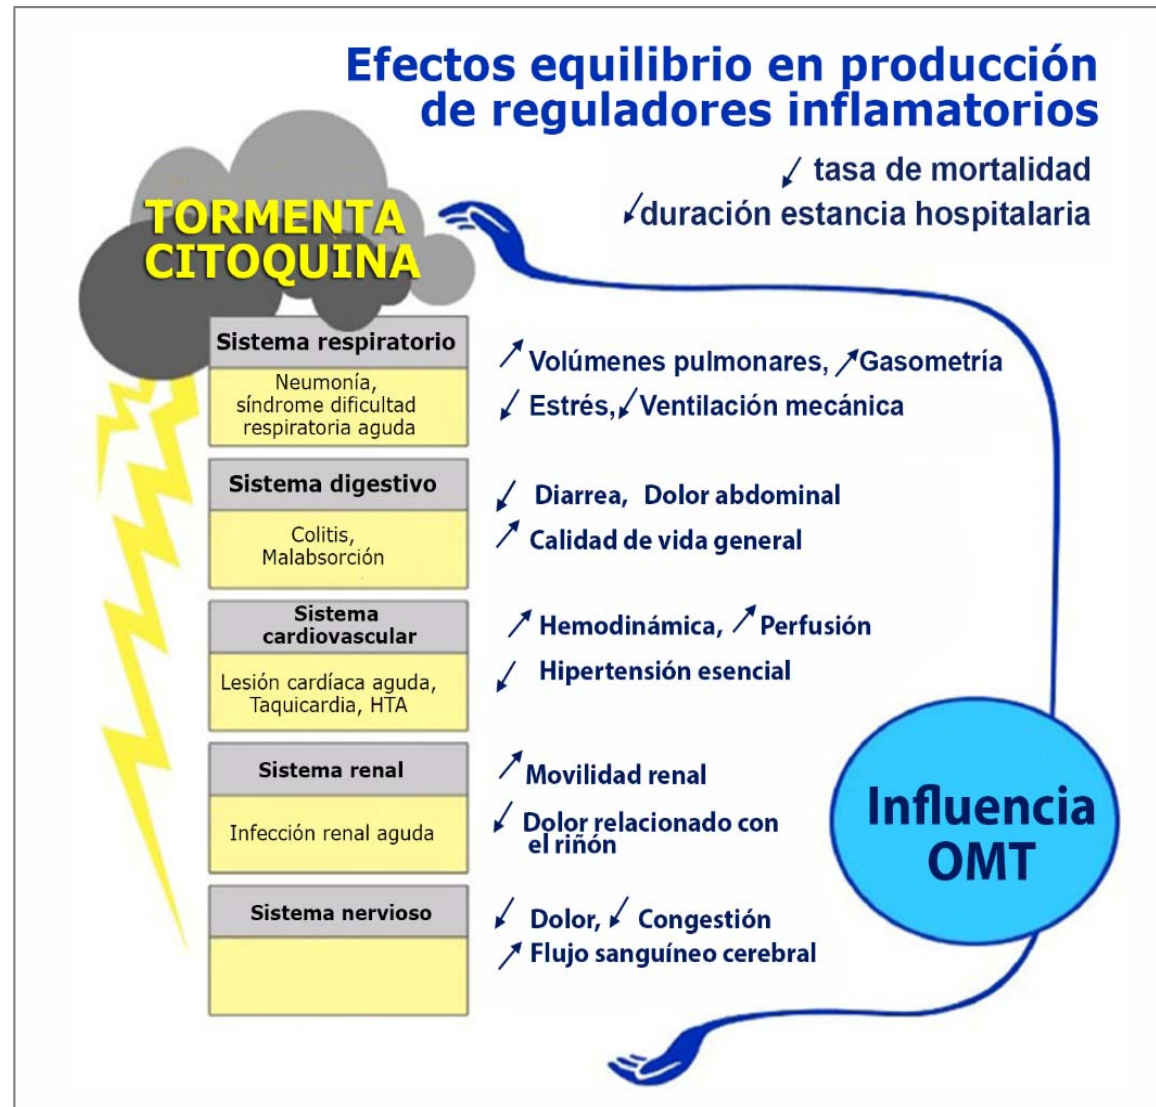 Efectos equilibrio en producción
de reguladores inflamatorios
↙ tasa de mortalidad
↙duración estancia hospitalaria
TORMENTA
CITOQUINA
Sistema respiratorio
Neumonía,
síndrome dificultad
respiratoria aguda
↗ Volúmenes pulmonares, ↗Gasometría
↙ Estrés,↙Ventilación mecánica
Sistema digestivo
Colitis,
Malabsorción
↙ Diarrea, Dolor abdominal
↗ Calidad de vida general
Sistema
cardiovascular
Lesión cardíaca aguda,
Taquicardia, HTA
↗ Hemodinámica, ↗Perfusión
↙ Hipertensión esencial
Sistema renal
Infección renal aguda
↗ Movilidad renal
↙ Dolor relacionado con
el riñón
Sistema nervioso
↙ Dolor, ↙ Congestión
↗ Flujo sanguíneo cerebral
Influencia
OMT